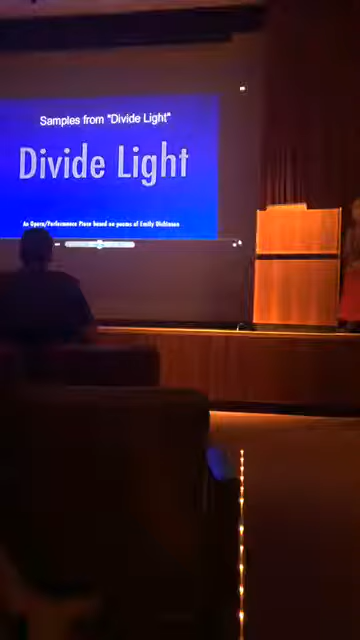 Samples from "Divide Light"
Divide Light
An Opera/Performance Piece based on poems of Emily Dickinson